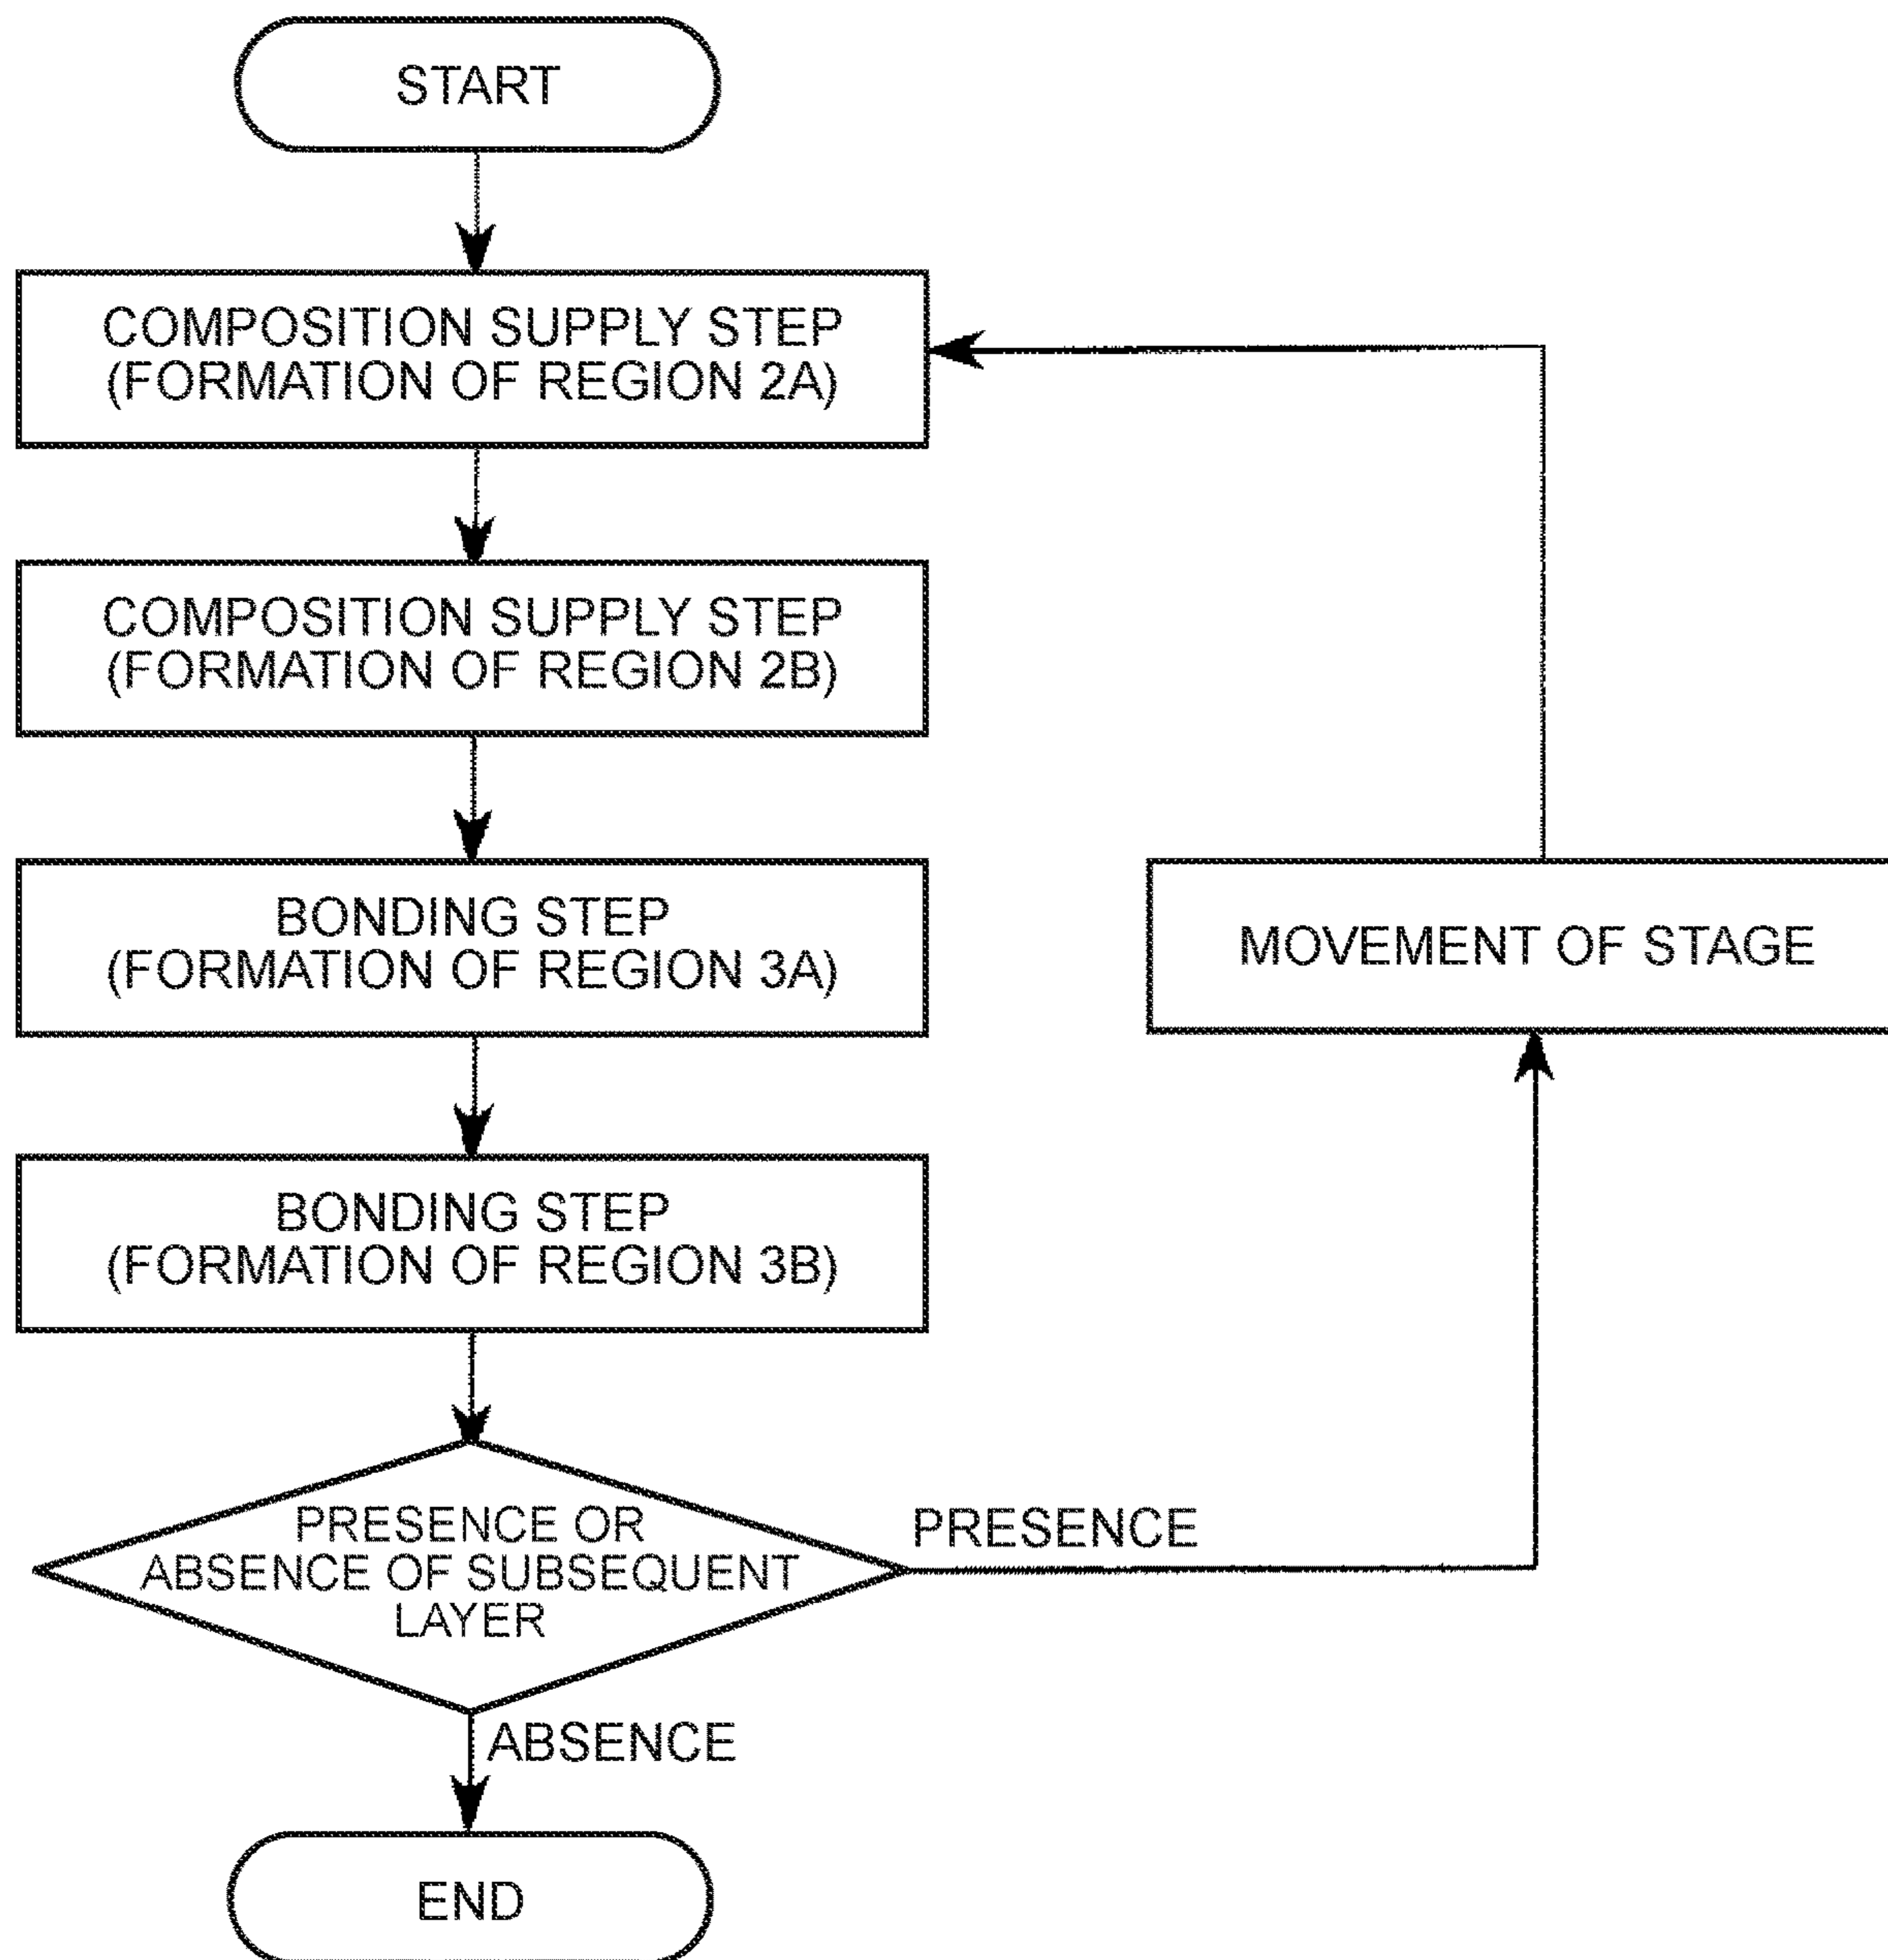 START
COMPOSITION SUPPLY STEP
(FORMATION OF REGION 2A)
COMPOSITION SUPPLY STEP
(FORMATION OF REGION 2B)
BONDING STEP
(FORMATION OF REGION 3A)
MOVEMENT OF STAGE
BONDING STEP
(FORMATION OF REGION 3B)
PRESENCE OR
ABSENCE OF SUBSEQUENT
LAYER
PRESENCE
ABSENCE
END